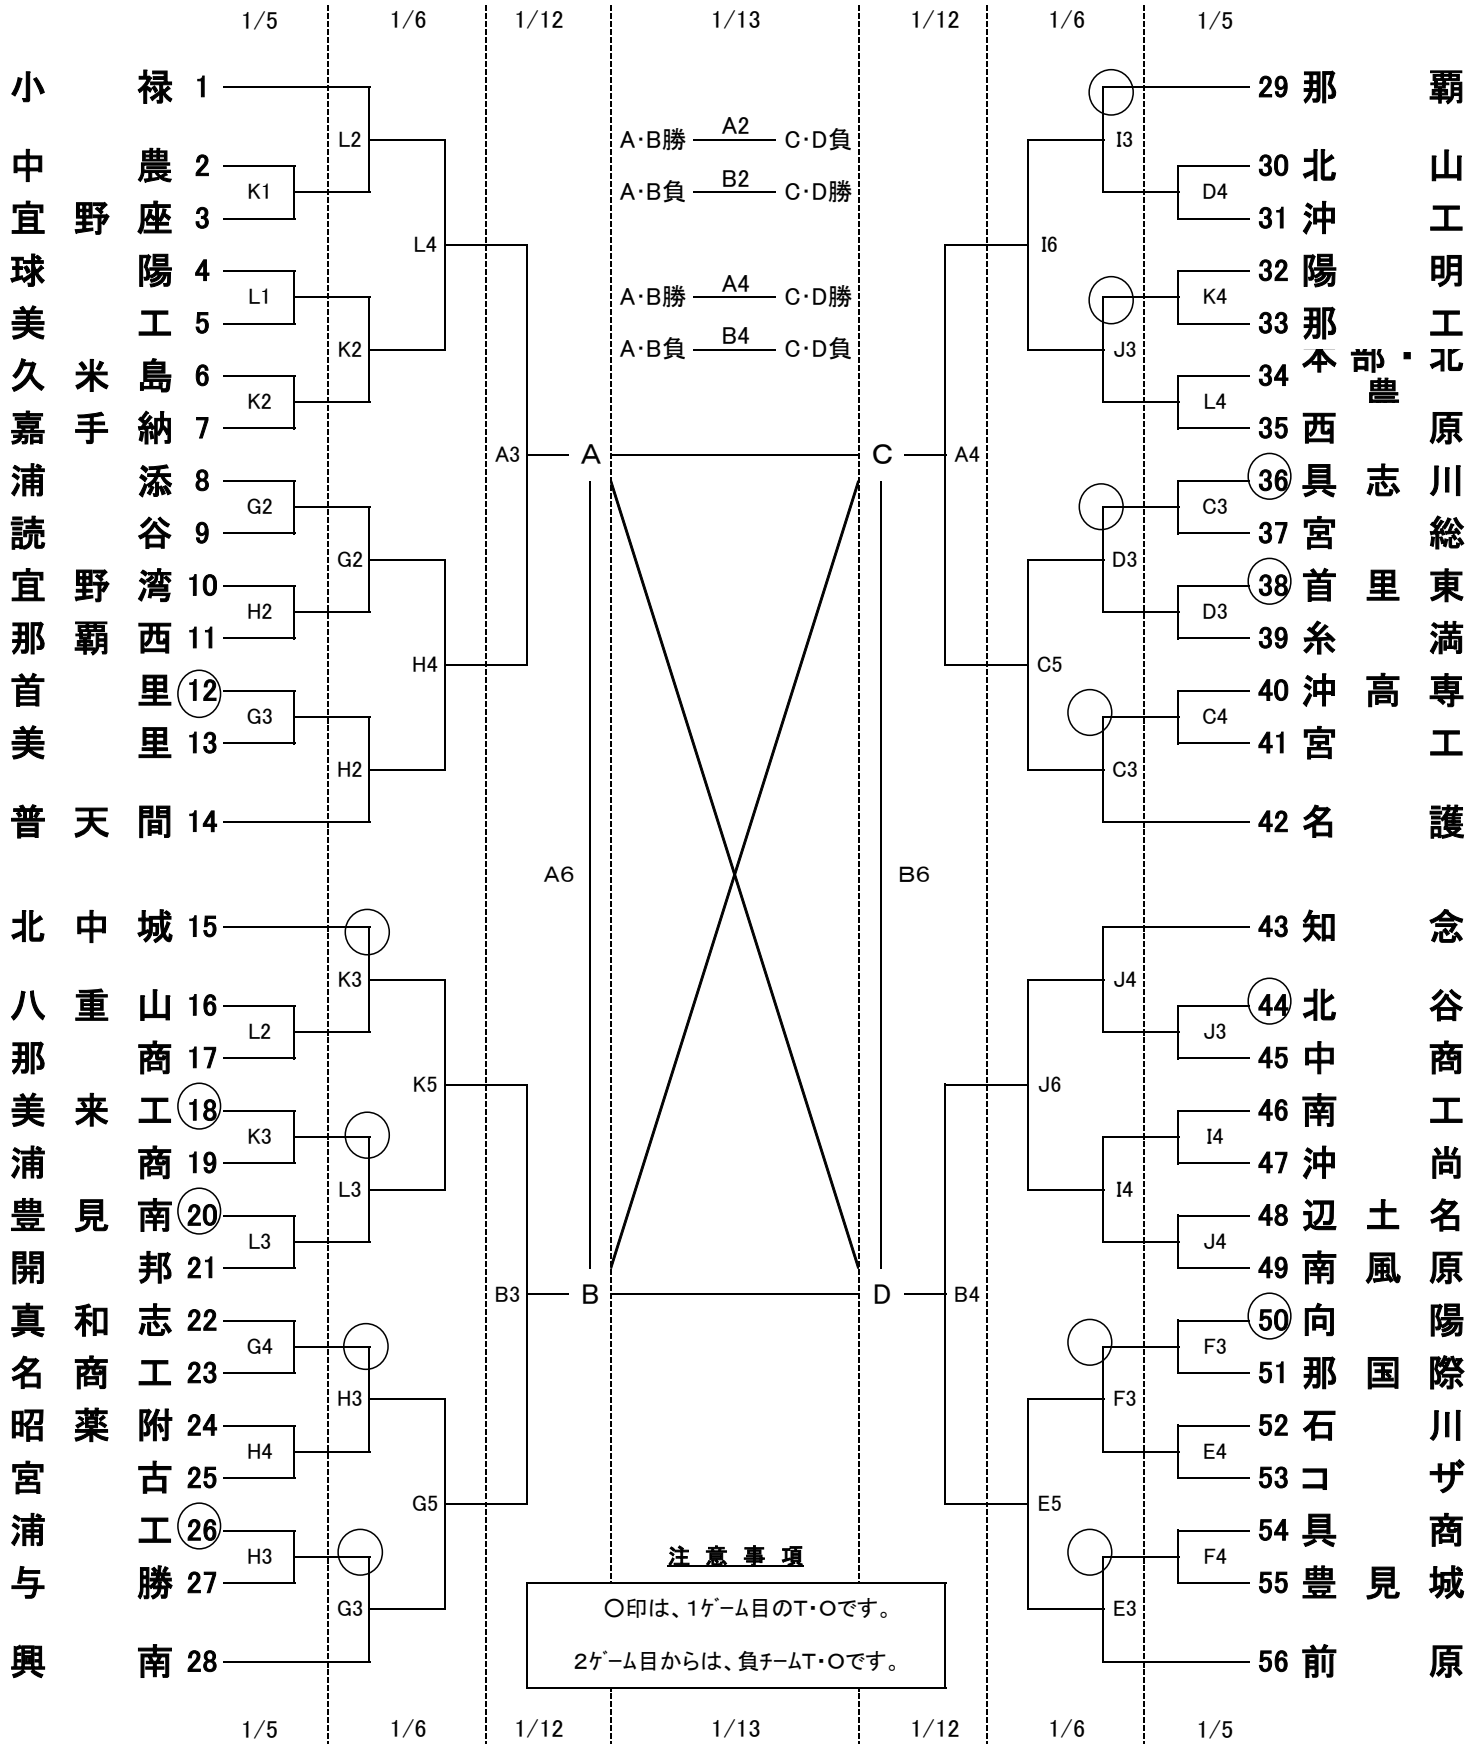 1/5 1/6 1/12 1/13 1/12 1/6 1/5
小禄 1 29 那覇
A・B勝 A2 C・D負
L2 I3
中農 2 30 北山
K1 D4
A・B負 B2 C・D勝
宜野座 3 31 沖工
L4 I6
球陽 4 32 陽明
L1 K4
A・B勝 A4 C・D勝
美工 5 33 那工
A・B負 B4 C・D負
K2 J3
久米島 6 34 本部・北農
K2 L4
嘉手納 7 35 西原
A3 A C A4
浦添 8 36 具志川
G2 C3
読谷 9 37 宮総
G2 D3
宜野湾 10 38 首里東
H2 D3
那覇西 11 39 糸満
H4 C5
首里 12 40 沖高専
G3 C4
美里 13 41 宮工
H2 C3
普天間 14 42 名護
A6 B6
北中城 15 43 知念
K3 J4
八重山 16 44 北谷
L2 J3
那商 17 45 中商
K5 J6
美来工 18 46 南工
K3 I4
浦商 19 47 沖尚
L3 I4
豊見南 20 48 辺土名
L3 J4
開邦 21 49 南風原
B3 B D B4
真和志 22 50 向陽
G4 F3
名商工 23 51 那国際
H3 F3
昭薬附 24 52 石川
H4 E4
宮古 25 53 コザ
G5 E5
浦工 26 54 具商
H3 F4
与勝 27 55 豊見城
G3 E3
興南 28 56 前原
注意事項
○印は、1ゲーム目のT・Oです。
2ゲーム目からは、負チームT・Oです。
1/5 1/6 1/12 1/13 1/12 1/6 1/5